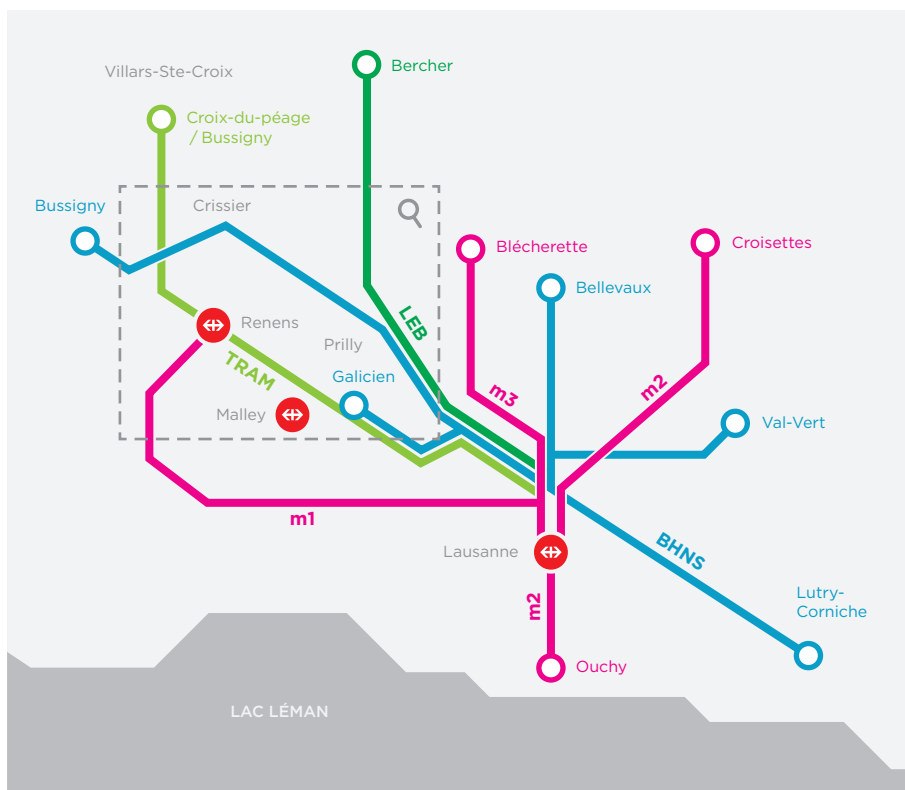 Bercher
Villars-Ste-Croix
Croix-du-péage
/ Bussigny
Bussigny
Crissier
Blécherette
Croisettes
Bellevaux
Renens
LEB
Prilly
TRAM
Galicien
m3
m2
Malley
Val-Vert
m1
Lausanne
BHNS
m2
Lutry-
Corniche
Ouchy
LAC LÉMAN